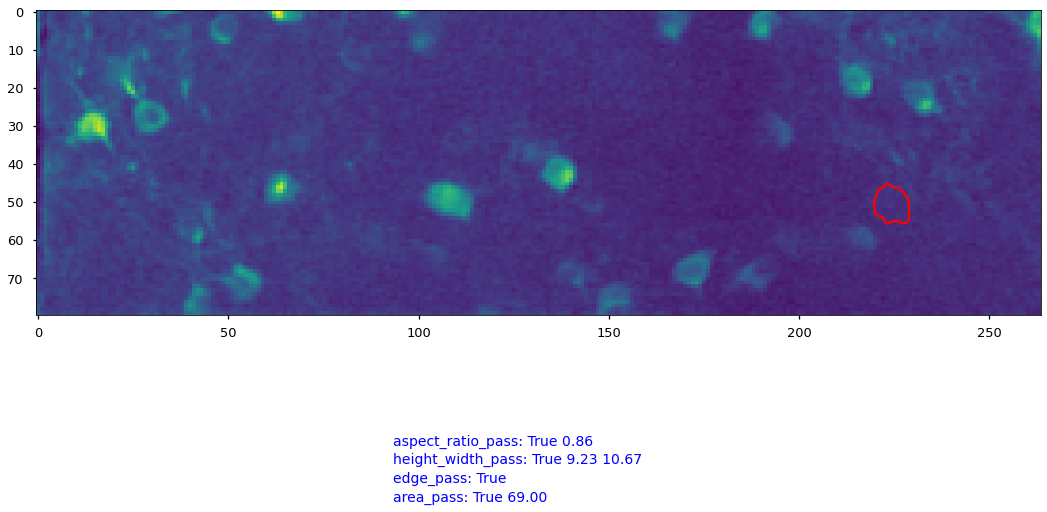 0
10
20
30
40
50
60
70
0 50 100 150 200 250
aspect_ratio_pass: True 0.86
height_width_pass: True 9.23 10.67
edge_pass: True
area_pass: True 69.00